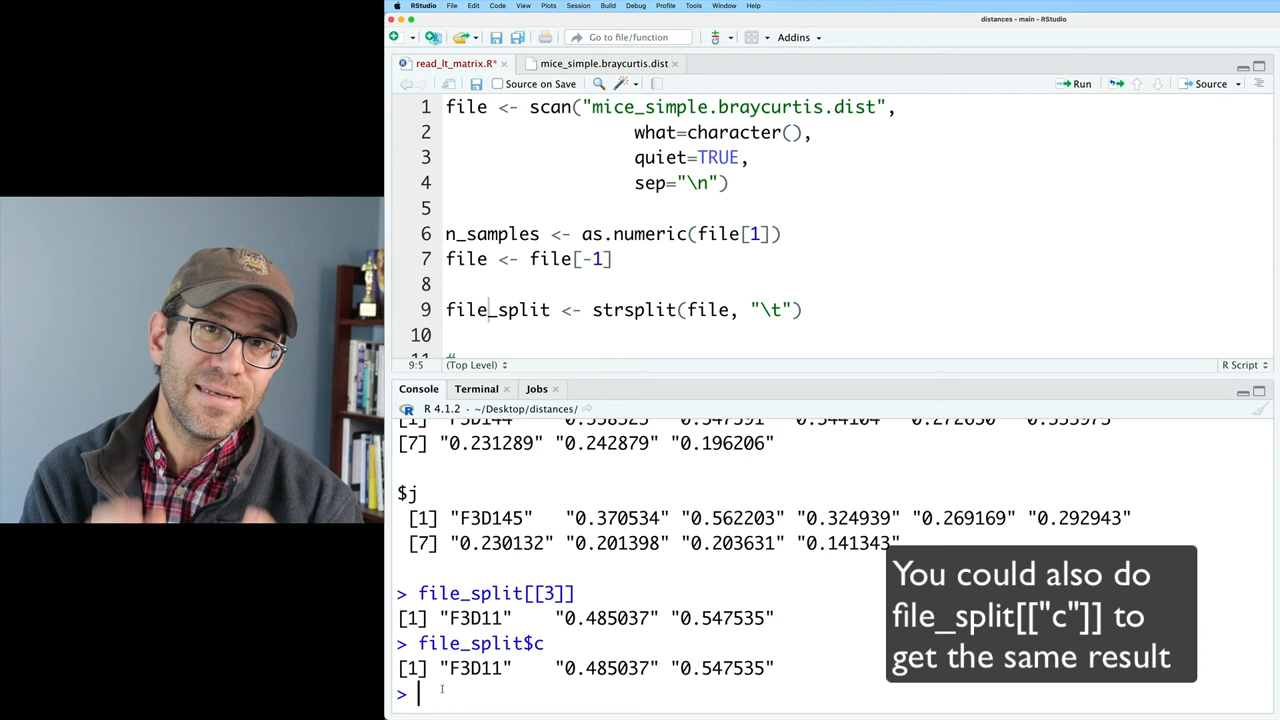 RStudio File Edit Code View Plots Session Build Debug Profile Tools Window Help
distances - main - RStudio
Go to file/function Addins
read_lt_matrix.R* mice_simple.braycurtis.dist
Source on Save Run Source
1 file <- scan("mice_simple.braycurtis.dist",
2 what=character(),
3 quiet=TRUE,
4 sep="\n")
5
6 n_samples <- as.numeric(file[1])
7 file <- file[-1]
8
9 file_split <- strsplit(file, "\t")
10
11 #
9:5 (Top Level) R Script
Console Terminal Jobs
R 4.1.2 · ~/Desktop/distances/
[7] "0.231289" "0.242879" "0.196206"
$j
[1] "F3D145" "0.370534" "0.562203" "0.324939" "0.269169" "0.292943"
[7] "0.230132" "0.201398" "0.203631" "0.141343"
> file_split[[3]]
[1] "F3D11" "0.485037" "0.547535"
> file_split$c
[1] "F3D11" "0.485037" "0.547535"
>
You could also do
file_split[["c"]] to
get the same result